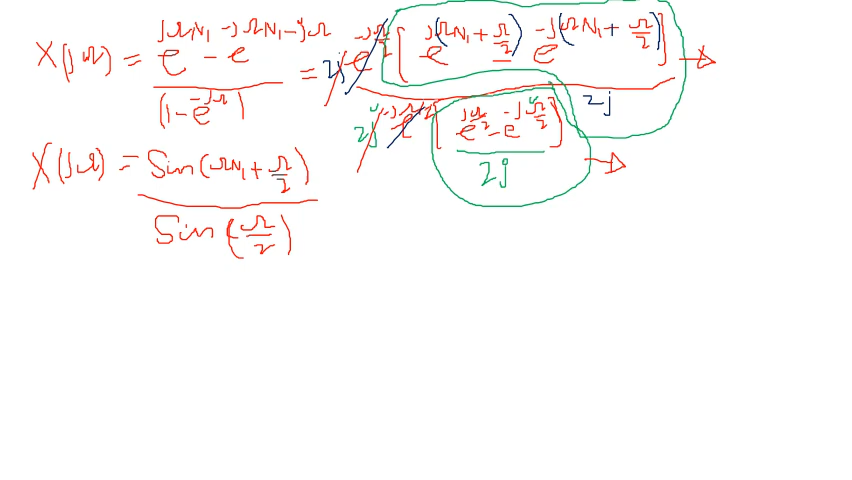 X(jΩ) = (e^{jΩN₁} - e^{-jΩN₁-jΩ}) / (1-e^{-jΩ}) = 2j e^{-jΩ/2} [e^{j(ΩN₁+Ω/2)} - e^{-j(ΩN₁+Ω/2)}] / 2j
2j e^{-jΩ/2} [e^{jΩ/2} - e^{-jΩ/2}] / 2j
X(jΩ) = Sin(ΩN₁+Ω/2) / Sin(Ω/2)